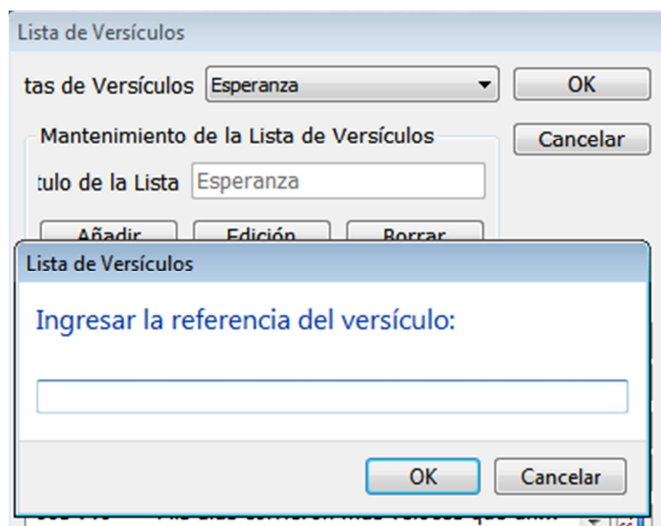 Lista de Versículos
tas de Versículos Esperanza OK
Mantenimiento de la Lista de Versículos Cancelar
tulo de la Lista Esperanza
Añadir Edición Borrar
Lista de Versículos
Ingresar la referencia del versículo:
OK Cancelar